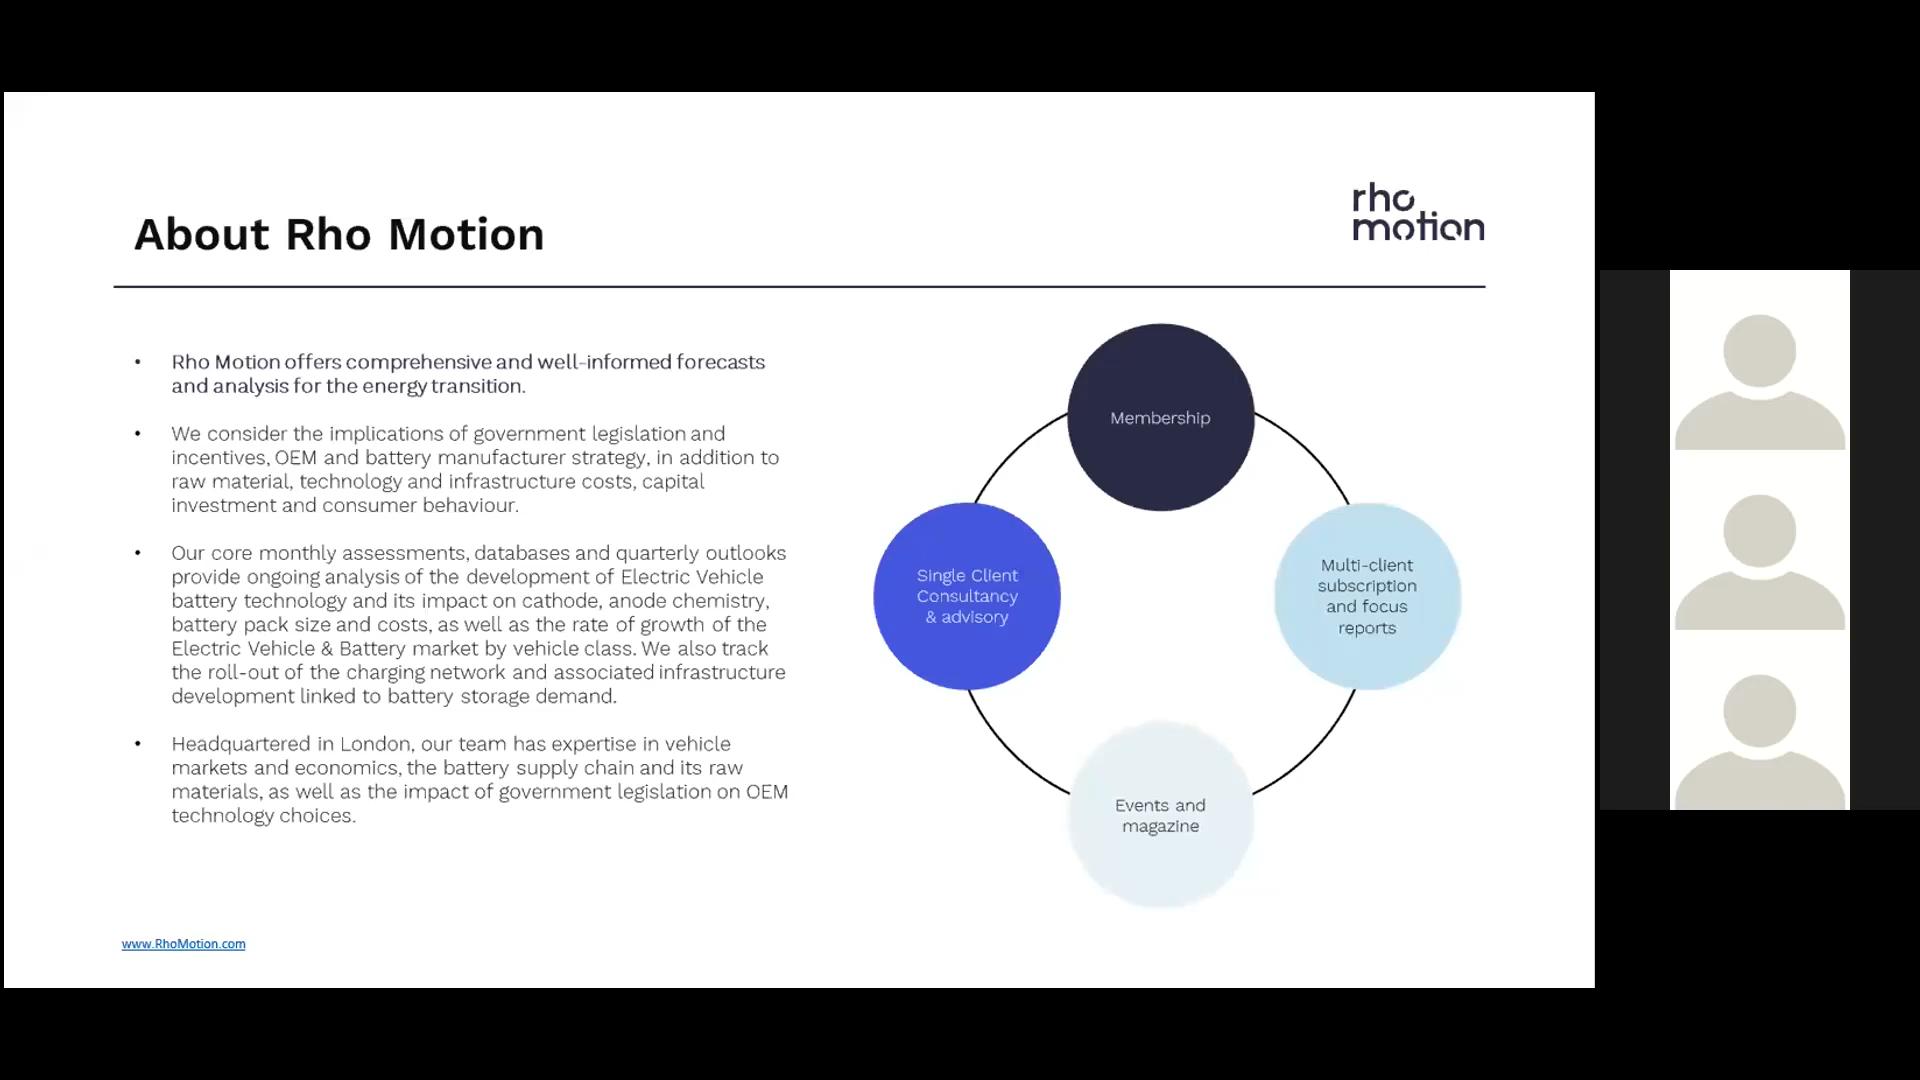 About Rho Motion
rho
motion
• Rho Motion offers comprehensive and well-informed forecasts
and analysis for the energy transition.
• We consider the implications of government legislation and
incentives, OEM and battery manufacturer strategy, in addition to
raw material, technology and infrastructure costs, capital
investment and consumer behaviour.
• Our core monthly assessments, databases and quarterly outlooks
provide ongoing analysis of the development of Electric Vehicle
battery technology and its impact on cathode, anode chemistry,
battery pack size and costs, as well as the rate of growth of the
Electric Vehicle & Battery market by vehicle class. We also track
the roll-out of the charging network and associated infrastructure
development linked to battery storage demand.
• Headquartered in London, our team has expertise in vehicle
markets and economics, the battery supply chain and its raw
materials, as well as the impact of government legislation on OEM
technology choices.
Membership
Single Client
Consultancy
& advisory
Multi-client
subscription
and focus
reports
Events and
magazine
www.RhoMotion.com